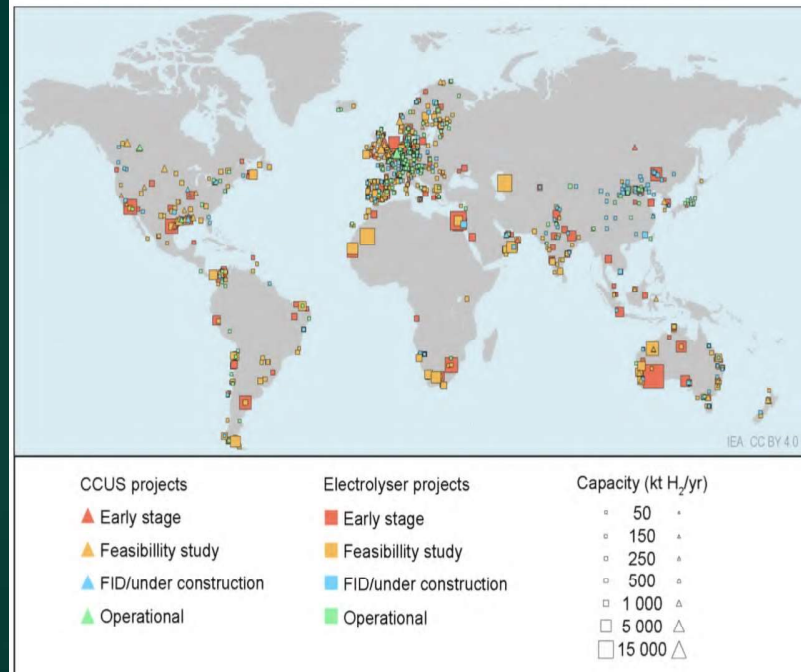 IEA. CC BY 4.0
CCUS projects
Early stage
Feasibillity study
FID/under construction
Operational
Electrolyser projects
Early stage
Feasibillity study
FID/under construction
Operational
Capacity (kt H₂/yr)
50
150
250
500
1 000
5 000
15 000